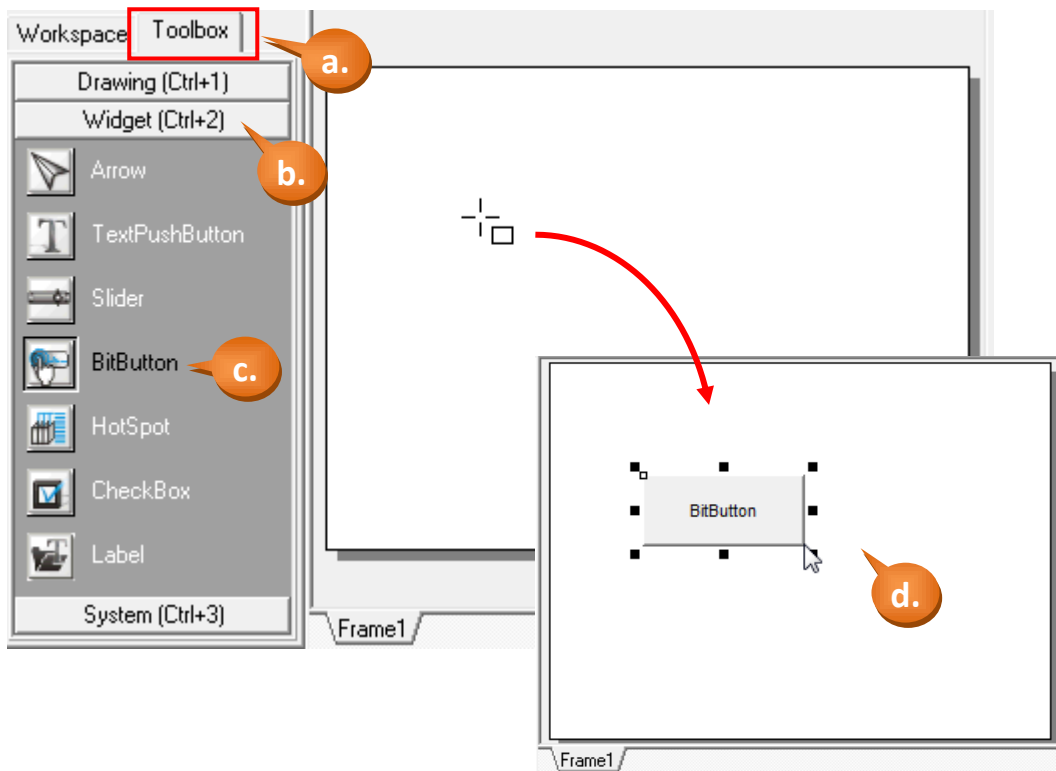 Workspace
Toolbox
a.
Drawing (Ctrl+1)
Widget (Ctrl+2)
b.
Arrow
TextPushButton
Slider
BitButton
c.
HotSpot
CheckBox
Label
System (Ctrl+3)
Frame1
BitButton
d.
Frame1